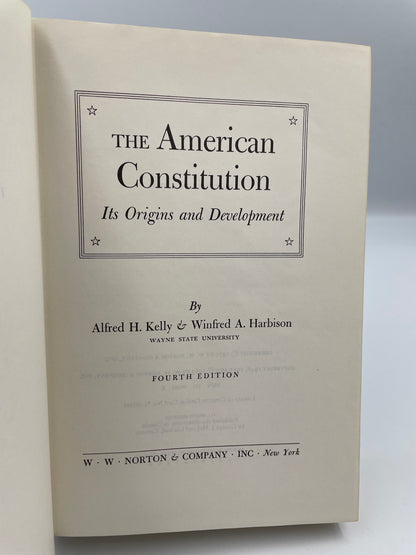 THE American
Constitution
Its Origins and Development
By
Alfred H. Kelly & Winfred A. Harbison
WAYNE STATE UNIVERSITY
FOURTH EDITION
W · W · NORTON & COMPANY · INC · New York